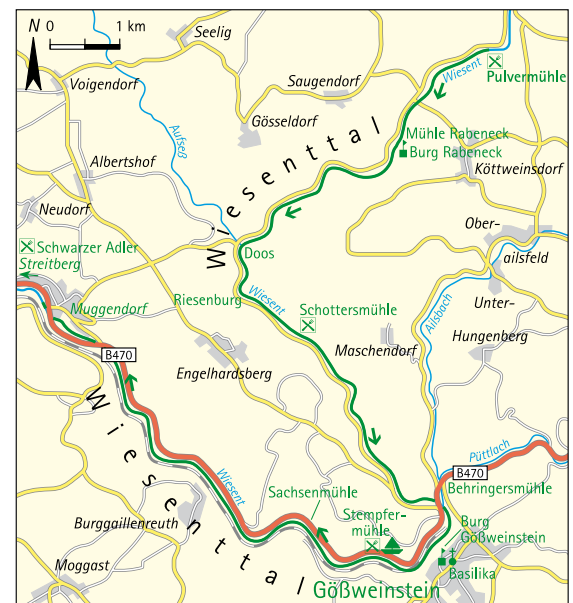 N 0 1 km
Seelig
Voigendorf
Saugendorf
Wiesent
Pulvermühle
Aufseß
Gösseldorf
Mühle Rabeneck
Burg Rabeneck
Albertshof
Köttweinsdorf
Wiesenttal
Neudorf
Ober-
ailsfeld
Schwarzer Adler
Streitberg
Doos
Muggendorf
Riesenburg
Wiesent
Schottersmühle
Ailsbach
Unter-
Hungenberg
Maschendorf
B470
Engelhardsberg
Wiesenttal
Püttlach
B470
Wiesent
Behringersmühle
Sachsenmühle
Burggaillenreuth
Stempfer-
mühle
Burg
Gößweinstein
Moggast
Basilika
Gößweinstein